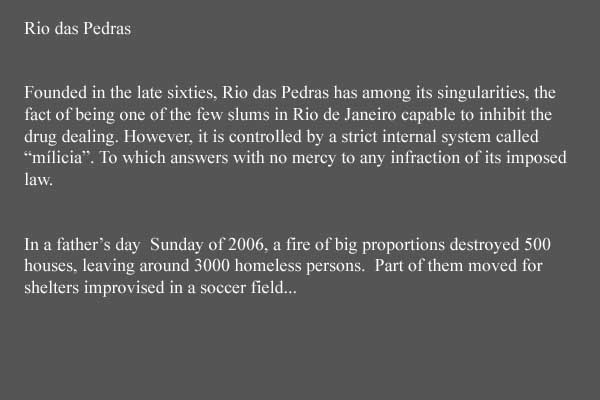 Rio das Pedras
Founded in the late sixties, Rio das Pedras has among its singularities, the
fact of being one of the few slums in Rio de Janeiro capable to inhibit the
drug dealing. However, it is controlled by a strict internal system called
“mílicia”. To which answers with no mercy to any infraction of its imposed
law.
In a father’s day  Sunday of 2006, a fire of big proportions destroyed 500
houses, leaving around 3000 homeless persons.  Part of them moved for
shelters improvised in a soccer field...